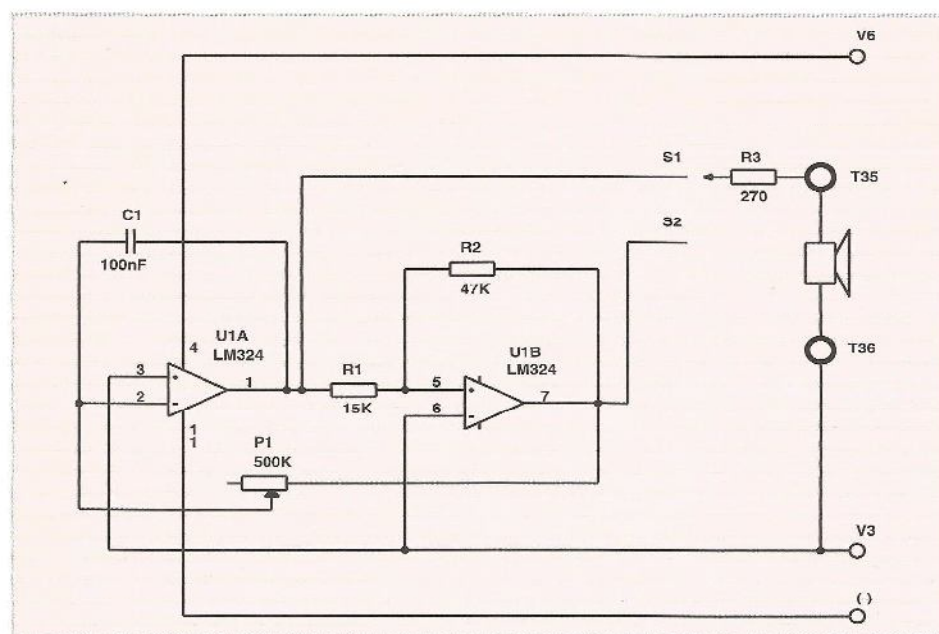 V6
S1
R3
270
T35
C1
100nF
S2
R2
47K
U1A
LM324
4
3
2
1
1
1
R1
15K
U1B
LM324
5
6
7
T36
P1
500K
V3
( )
+
-
+
-